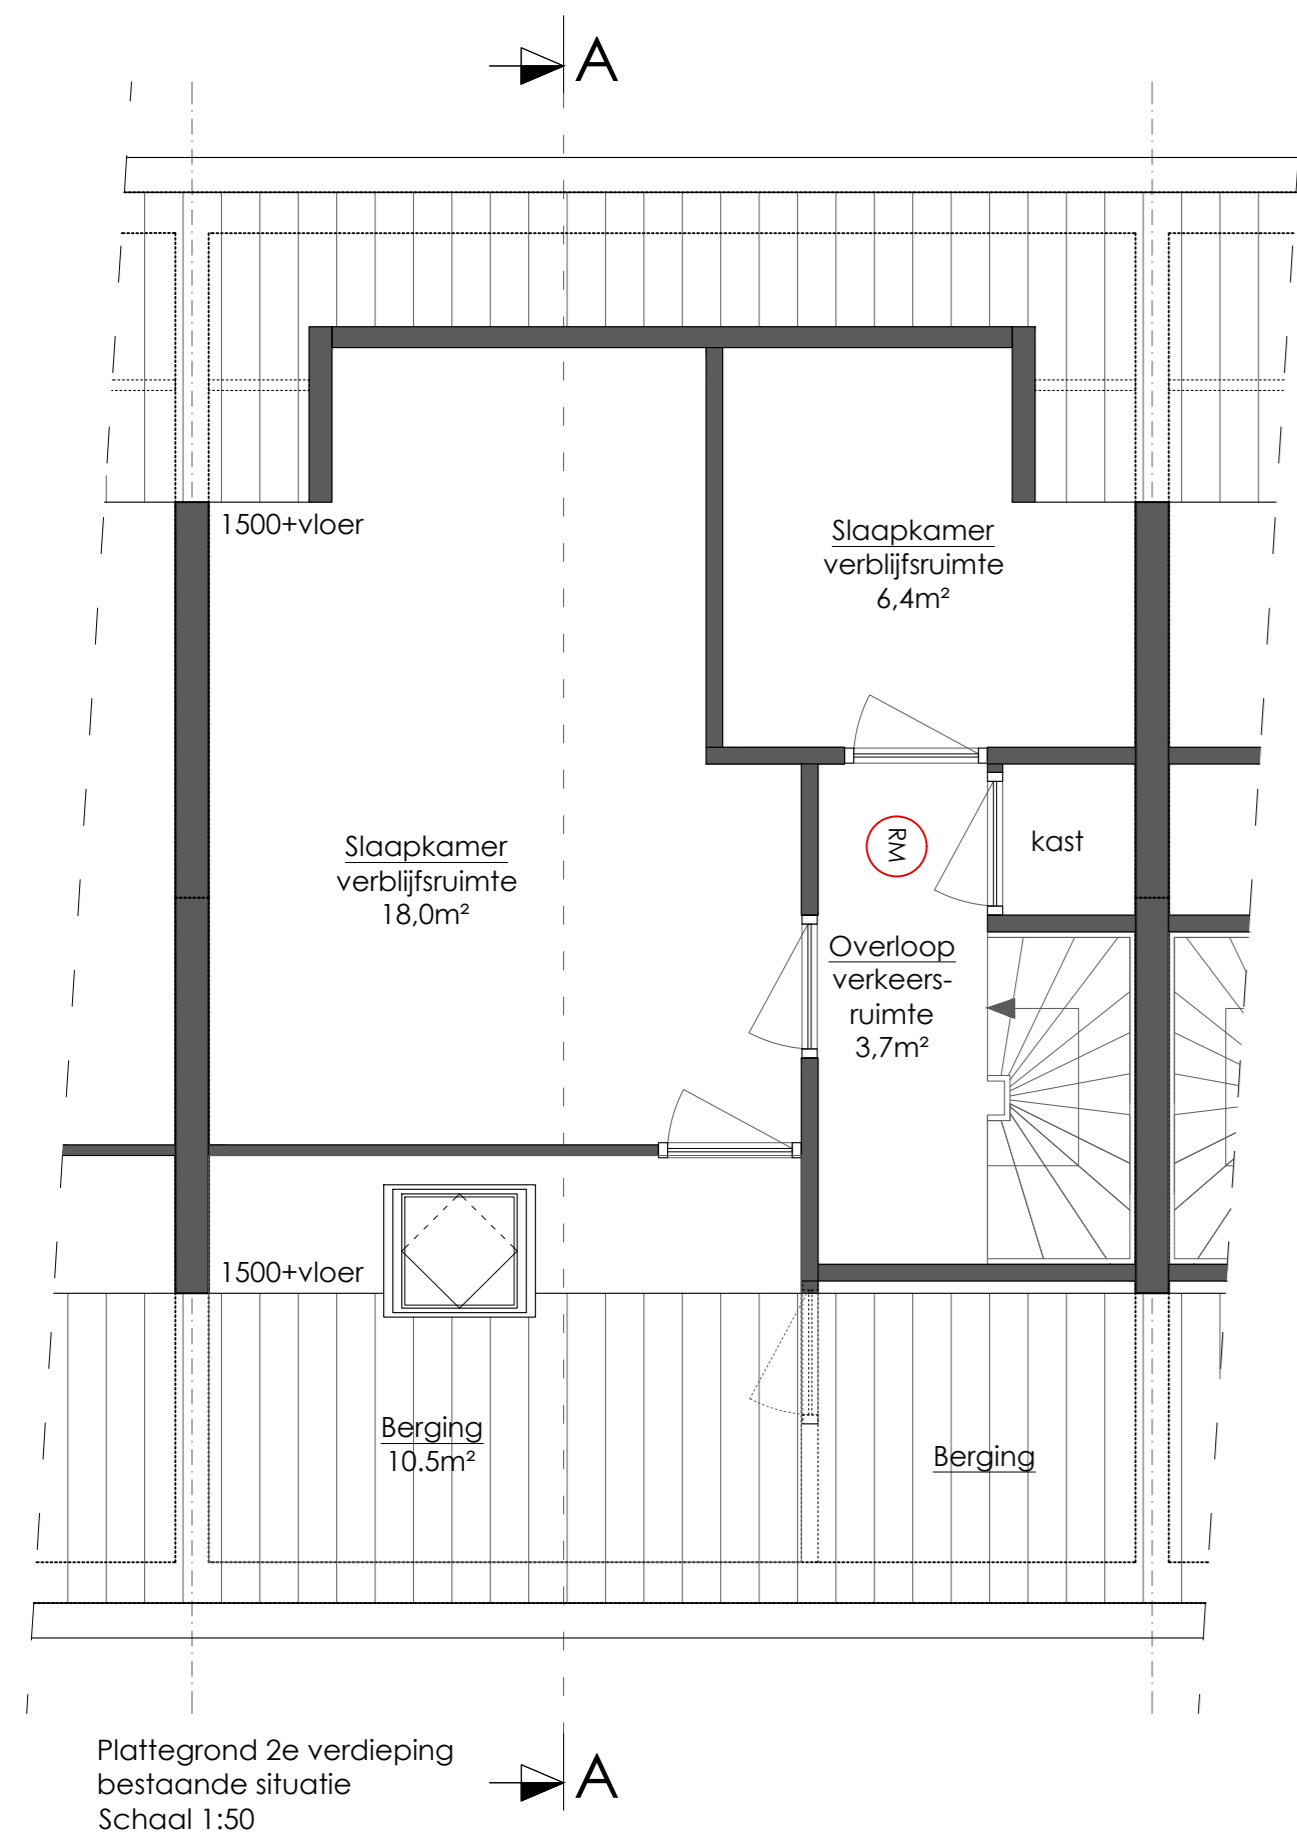 A
1500+vloer
Slaapkamer
verblijfsruimte
6,4m²
Slaapkamer
verblijfsruimte
18,0m²
RM
kast
Overloop
verkeers-
ruimte
3,7m²
1500+vloer
Berging
10.5m²
Berging
Plattegrond 2e verdieping
bestaande situatie
Schaal 1:50
A